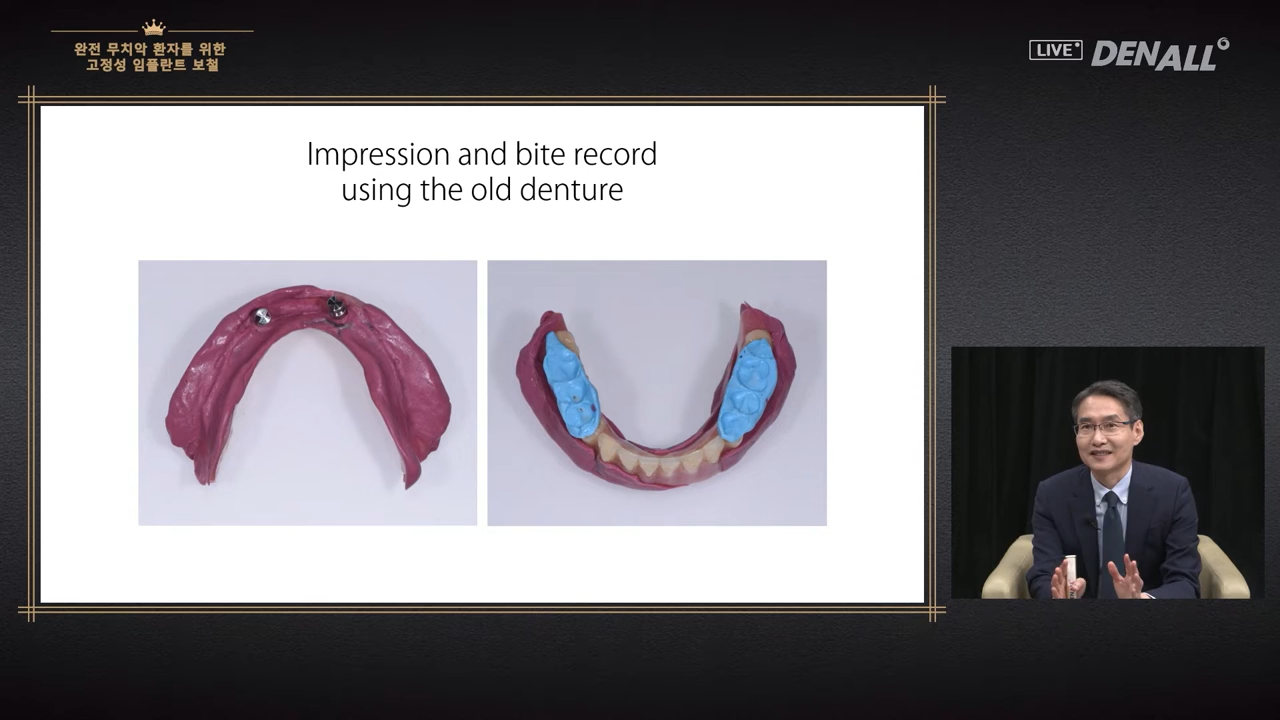 완전 무치악 환자를 위한
고정성 임플란트 보철
LIVE
DENALL
Impression and bite record
using the old denture